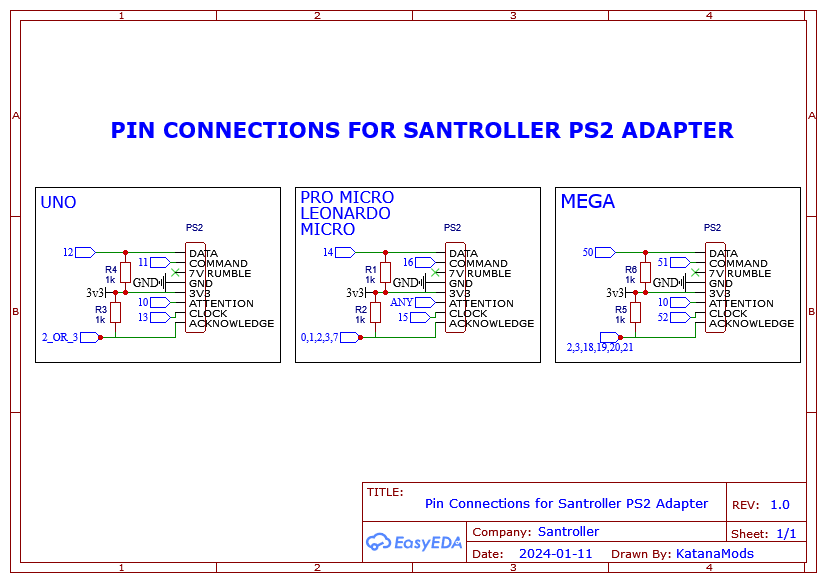 1 2 3 4
A A
PIN CONNECTIONS FOR SANTROLLER PS2 ADAPTER
UNO
PS2
12
DATA
11
COMMAND
7V RUMBLE
R4
1k
GND
GND
3v3
3V3
10
ATTENTION
R3
1k
13
CLOCK
ACKNOWLEDGE
2_OR_3
PRO MICRO
LEONARDO
MICRO
PS2
14
DATA
16
COMMAND
7V RUMBLE
R1
1k
GND
GND
3v3
3V3
ANY
ATTENTION
R2
1k
15
CLOCK
ACKNOWLEDGE
0,1,2,3,7
MEGA
PS2
50
DATA
51
COMMAND
7V RUMBLE
R6
1k
GND
GND
3v3
3V3
10
ATTENTION
R5
1k
52
CLOCK
ACKNOWLEDGE
2,3,18,19,20,21
B B
TITLE:
Pin Connections for Santroller PS2 Adapter
REV: 1.0
EasyEDA
Company: Santroller
Sheet: 1/1
Date: 2024-01-11 Drawn By: KatanaMods
1 2 3 4